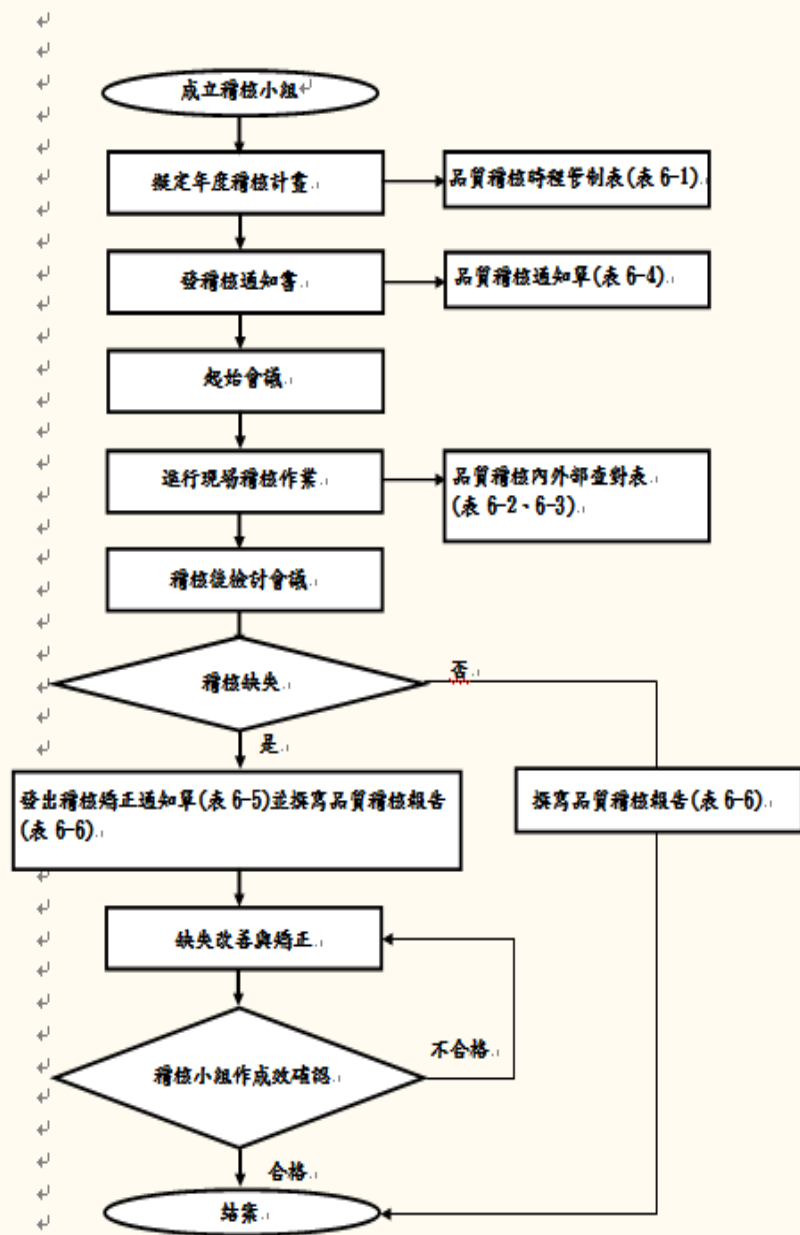 成立稽核小組
擬定年度稽核計畫
品質稽核時程管制表(表 6-1)
發稽核通知書
品質稽核通知單(表 6-4)
起始會議
進行現場稽核作業
品質稽核內外部查對表
(表 6-2、6-3)
稽核後檢討會議
稽核缺失
否
是
發出稽核矯正通知單(表 6-5)並撰寫品質稽核報告
(表 6-6)
撰寫品質稽核報告(表 6-6)
缺失改善與矯正
不合格
稽核小組作成效確認
合格
結案